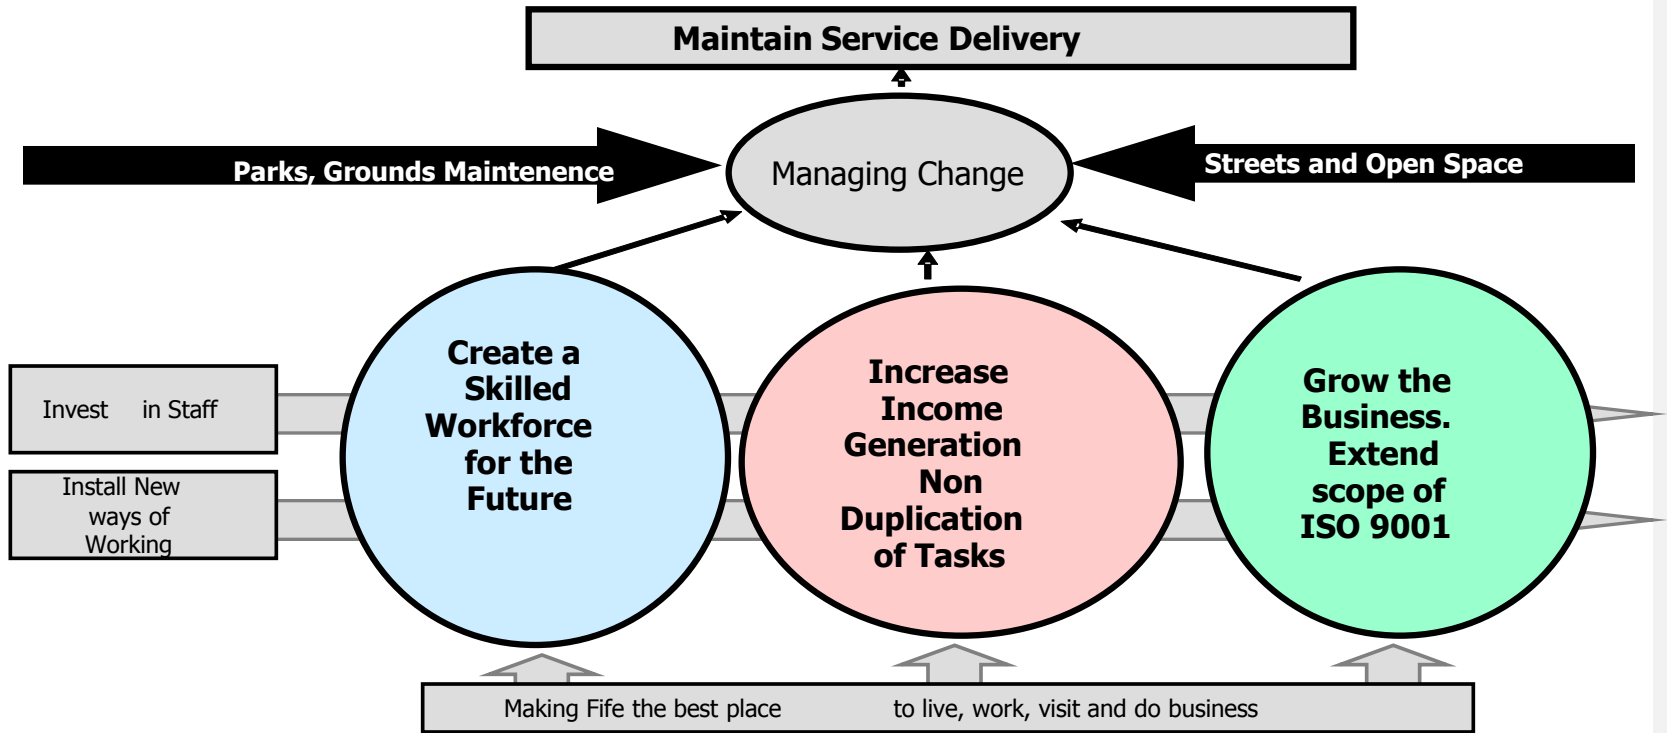 Maintain Service Delivery
Parks, Grounds Maintenence
Managing Change
Streets and Open Space
Create a
Skilled
Workforce
for the
Future
Increase
Income
Generation
Non
Duplication
of Tasks
Grow the
Business.
Extend
scope of
ISO 9001
Invest in Staff
Install New
ways of
Working
Making Fife the best place to live, work, visit and do business